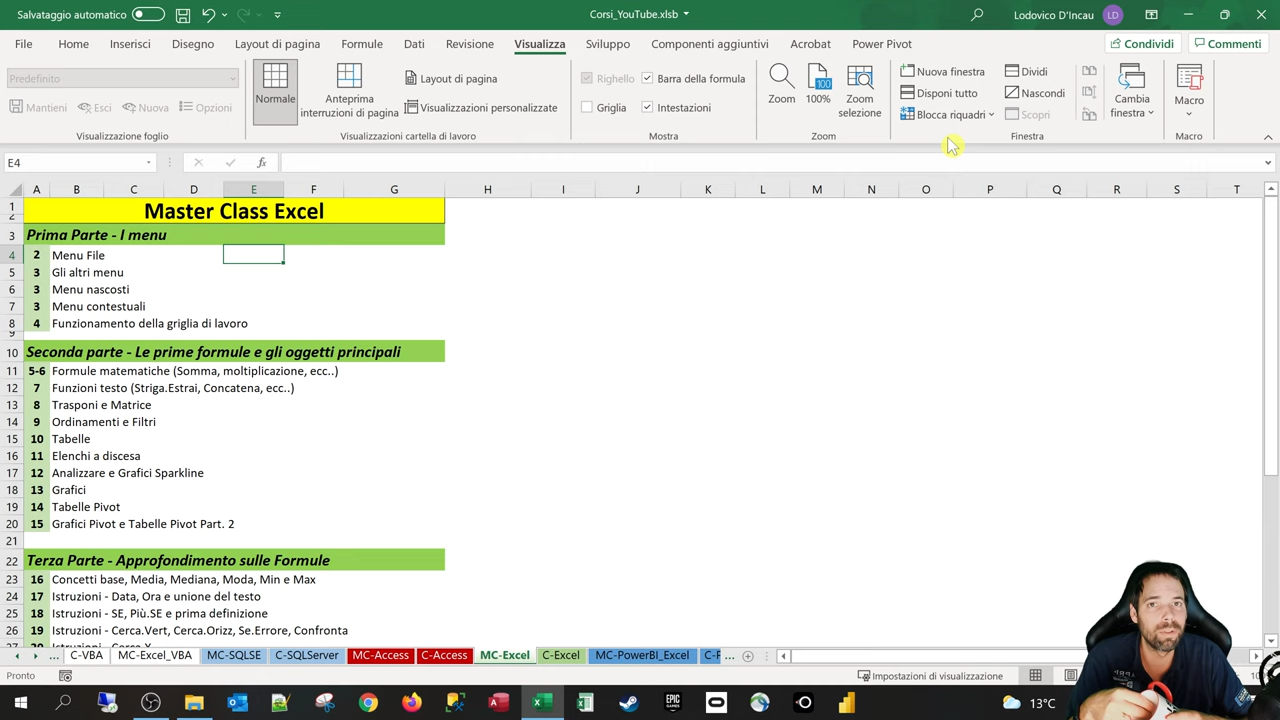 Salvataggio automatico
Corsi_YouTube.xlsb
Lodovico D'Incau
LD
File Home Inserisci Disegno Layout di pagina Formule Dati Revisione Visualizza Sviluppo Componenti aggiuntivi Acrobat Power Pivot
Condividi
Commenti
Predefinito
Mantieni Esci Nuova Opzioni
Visualizzazione foglio
Normale
Anteprima
interruzioni di pagina
Layout di pagina
Visualizzazioni personalizzate
Visualizzazioni cartella di lavoro
Righello
Barra della formula
Griglia
Intestazioni
Mostra
Zoom
100
100%
Zoom
selezione
Zoom
Nuova finestra
Disponi tutto
Blocca riquadri
Dividi
Nascondi
Scopri
Cambia
finestra
Finestra
Macro
Macro
E4
fx
A B C D E F G H I J K L M N O P Q R S T
1 Master Class Excel
2
3 Prima Parte - I menu
4 2 Menu File
5 3 Gli altri menu
6 3 Menu nascosti
7 3 Menu contestuali
8 4 Funzionamento della griglia di lavoro
9
10 Seconda parte - Le prime formule e gli oggetti principali
11 5-6 Formule matematiche (Somma, moltiplicazione, ecc..)
12 7 Funzioni testo (Striga.Estrai, Concatena, ecc..)
13 8 Trasponi e Matrice
14 9 Ordinamenti e Filtri
15 10 Tabelle
16 11 Elenchi a discesa
17 12 Analizzare e Grafici Sparkline
18 13 Grafici
19 14 Tabelle Pivot
20 15 Grafici Pivot e Tabelle Pivot Part. 2
21
22 Terza Parte - Approfondimento sulle Formule
23 16 Concetti base, Media, Mediana, Moda, Min e Max
24 17 Istruzioni - Data, Ora e unione del testo
25 18 Istruzioni - SE, Più.SE e prima definizione
26 19 Istruzioni - Cerca.Vert, Cerca.Orizz, Se.Errore, Confronta
... C-VBA MC-Excel_VBA MC-SQLSE C-SQLServer MC-Access C-Access MC-Excel C-Excel MC-PowerBI_Excel ...
Pronto
Impostazioni di visualizzazione
13°C